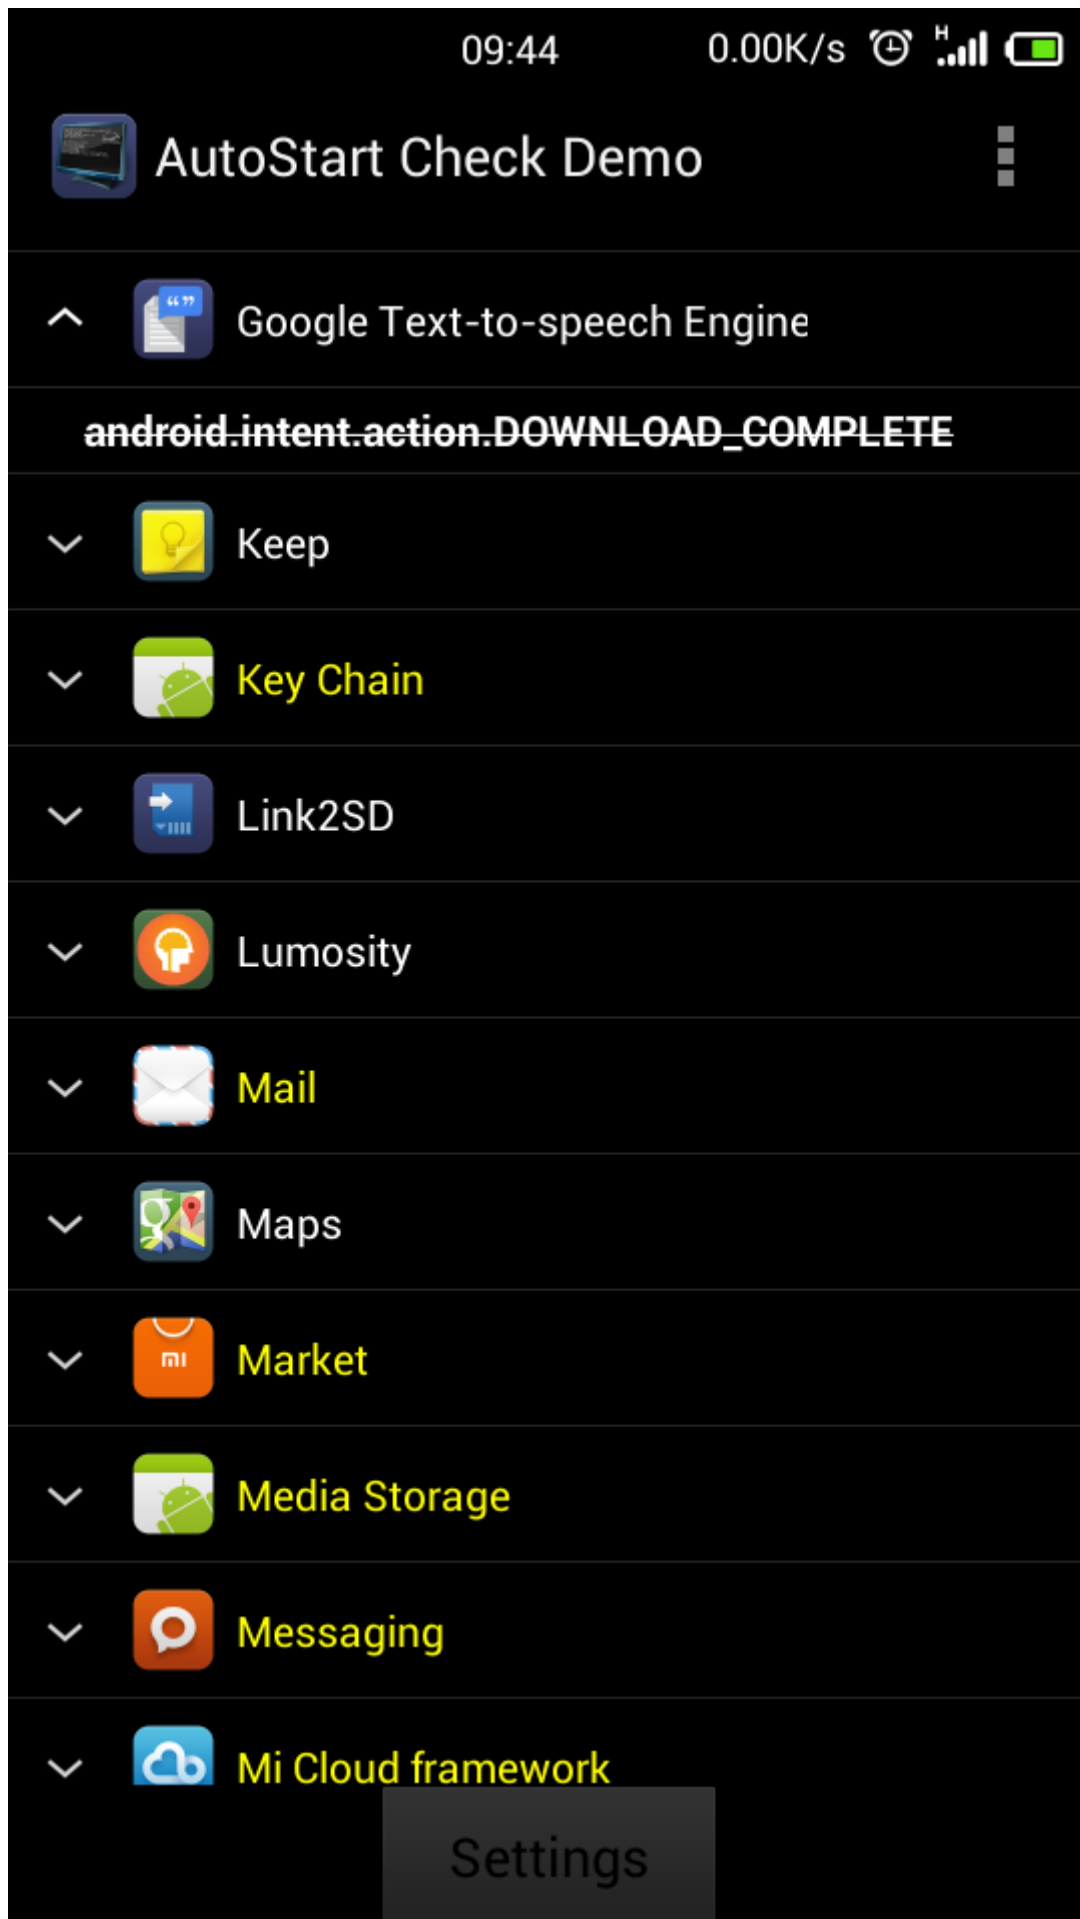 09:44 0.00K/s H
AutoStart Check Demo
Google Text-to-speech Engine
android.intent.action.DOWNLOAD_COMPLETE
Keep
Key Chain
Link2SD
Lumosity
Mail
Maps
Market
Media Storage
Messaging
Mi Cloud framework
Settings